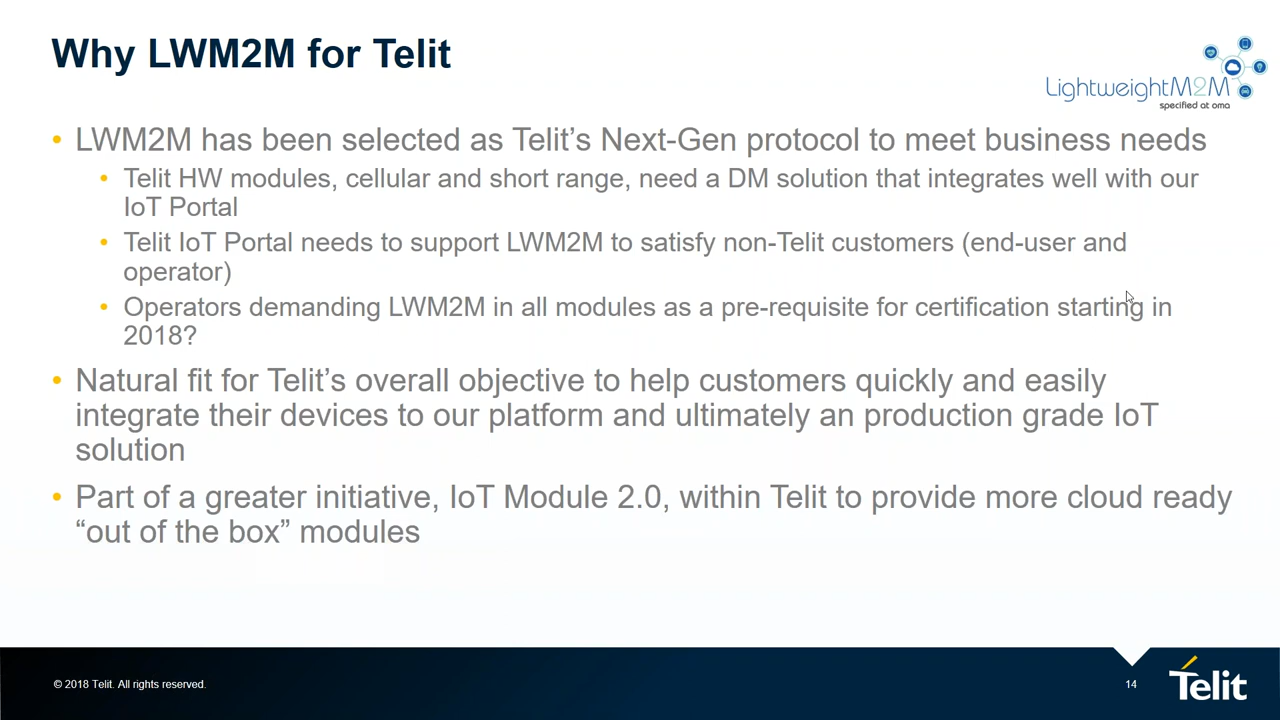 Why LWM2M for Telit
LightweightM2M
specified at oma
• LWM2M has been selected as Telit’s Next-Gen protocol to meet business needs
• Telit HW modules, cellular and short range, need a DM solution that integrates well with our
IoT Portal
• Telit IoT Portal needs to support LWM2M to satisfy non-Telit customers (end-user and
operator)
• Operators demanding LWM2M in all modules as a pre-requisite for certification starting in
2018?
• Natural fit for Telit’s overall objective to help customers quickly and easily
integrate their devices to our platform and ultimately an production grade IoT
solution
• Part of a greater initiative, IoT Module 2.0, within Telit to provide more cloud ready
“out of the box” modules
© 2018 Telit. All rights reserved.
14
Telit